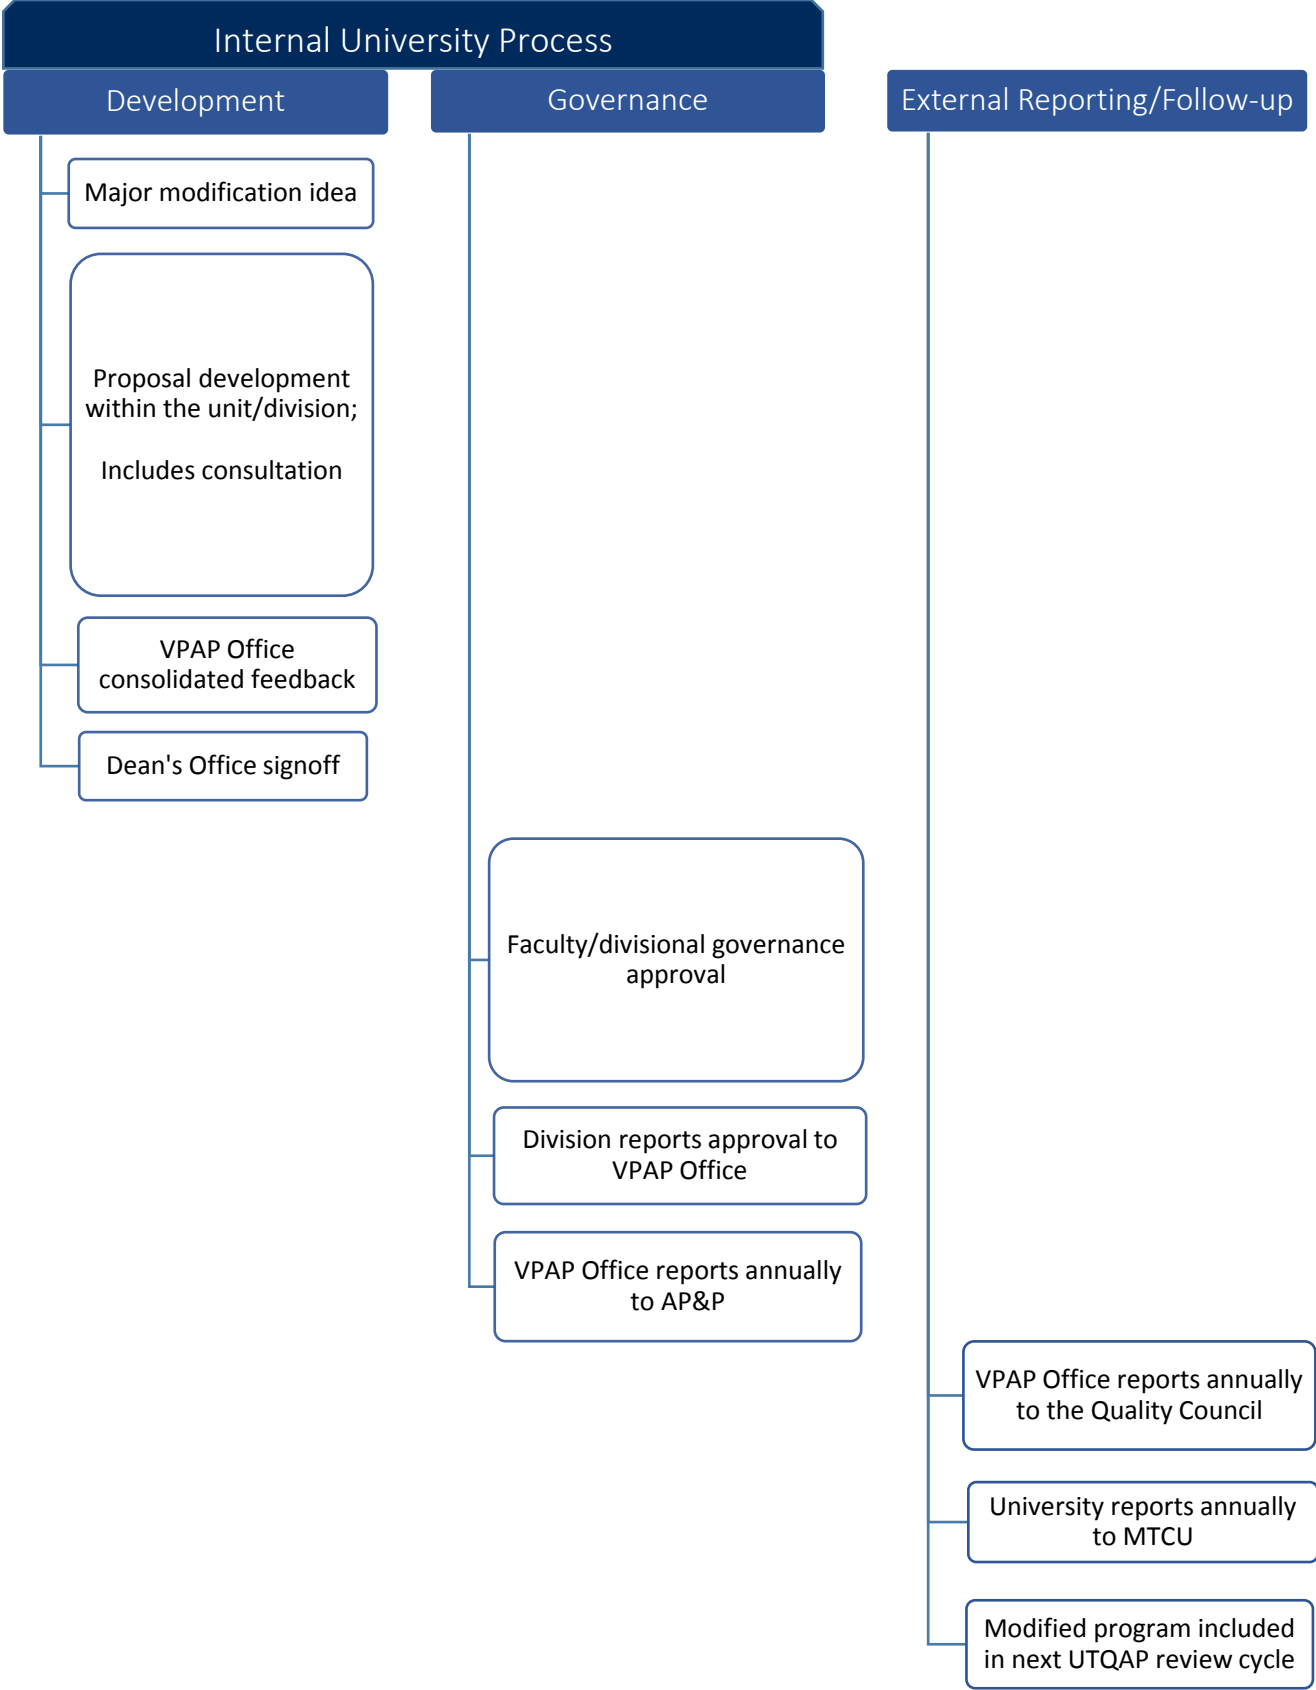 Internal University Process
Development
Governance
External Reporting/Follow-up
Major modification idea
Proposal development
within the unit/division;
Includes consultation
VPAP Office
consolidated feedback
Dean's Office signoff
Faculty/divisional governance
approval
Division reports approval to
VPAP Office
VPAP Office reports annually
to AP&P
VPAP Office reports annually
to the Quality Council
University reports annually
to MTCU
Modified program included
in next UTQAP review cycle